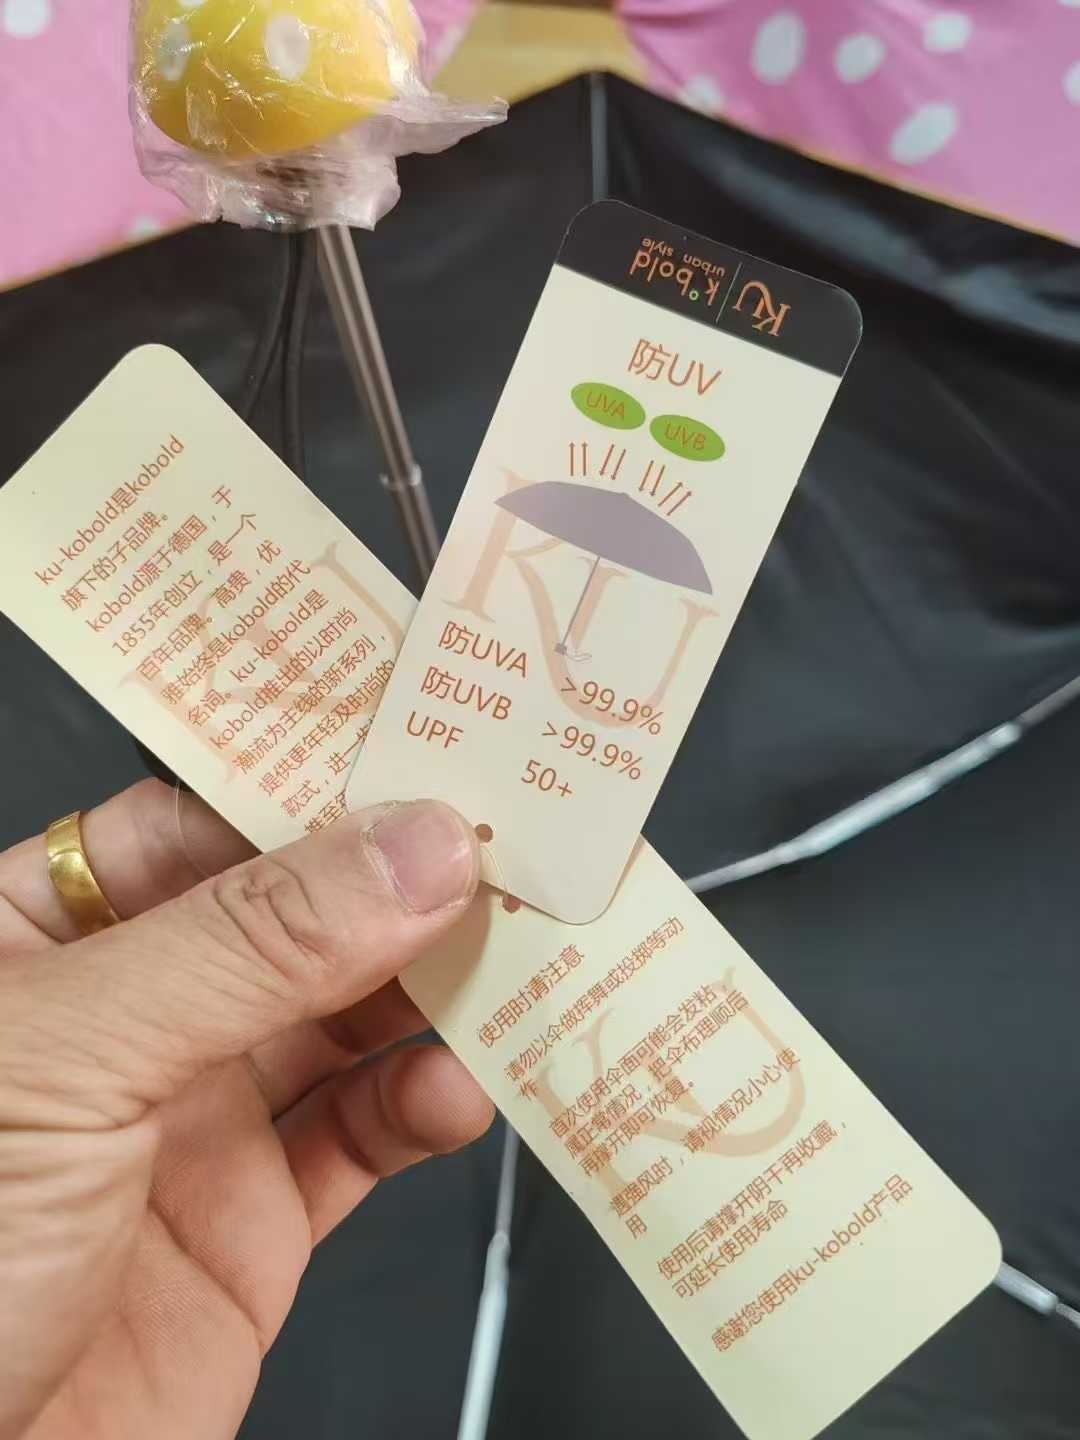 KU
kobold
urban style
防UV
UVA
UVB
防UVA >99.9%
防UVB >99.9%
UPF 50+
ku-kobold是kobold
旗下的子品牌。
kobold源于德国，于
1855年创立，是一个
百年品牌。高贵，优
雅始终是kobold的代
名词。ku-kobold是
kobold推出的以时尚
潮流为主线的新系列，
提供更年轻及时尚的
款式，进一步
推至
使用时请注意
请勿以伞做挥舞或投掷等动
作
首次使用伞面可能会发粘，
属正常情况，把伞布理顺后
再撑开即可恢复。
遇强风时，请视情况小心使
用
使用后请撑开阴干再收藏，
可延长使用寿命
感谢您使用ku-kobold产品